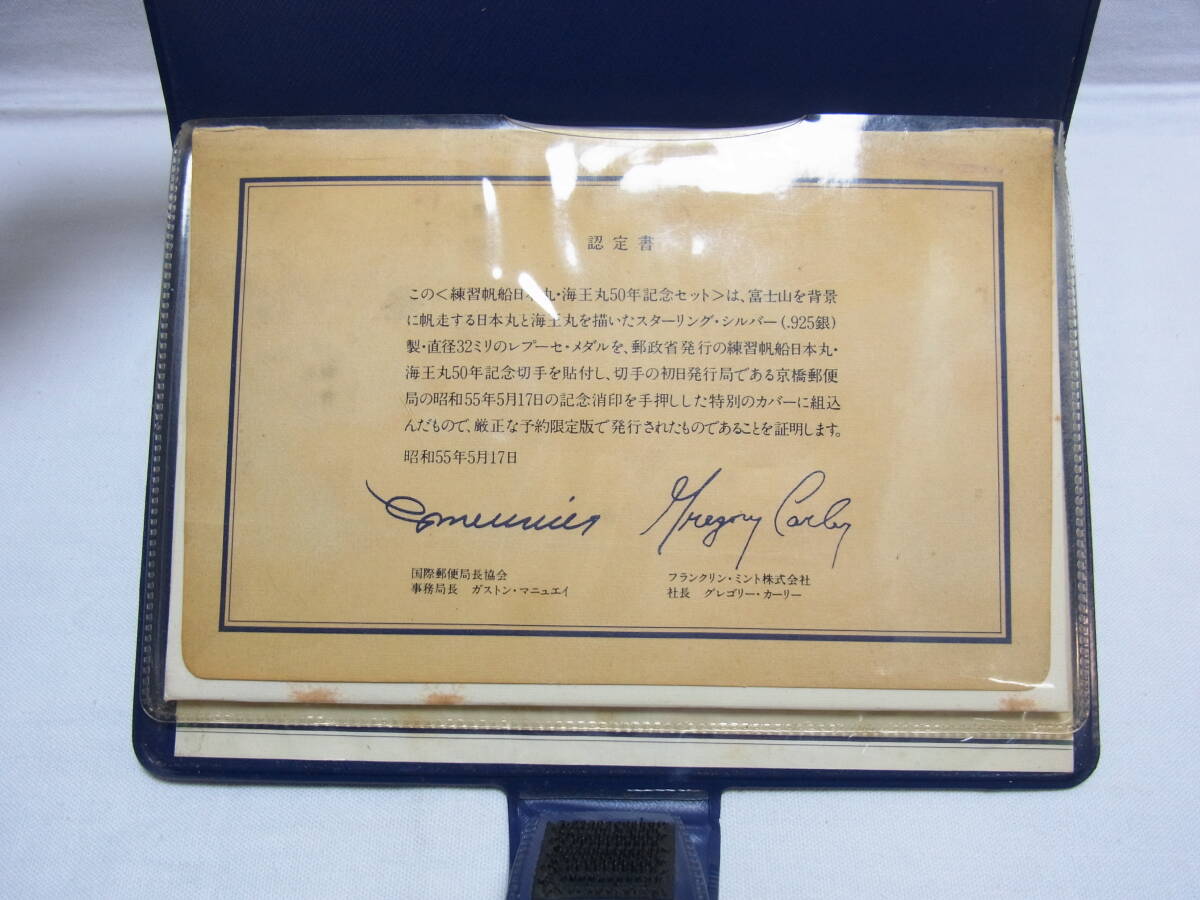 認定書
この<練習帆船日本丸・海王丸50年記念セット>は、富士山を背景
に帆走する日本丸と海王丸を描いたスターリング・シルバー(.925銀)
製・直径32ミリのレプーセ・メダルを、郵政省発行の練習帆船日本丸・
海王丸50年記念切手を貼付し、切手の初日発行局である京橋郵便
局の昭和55年5月17日の記念消印を手押しした特別のカバーに組込
んだもので、厳正な予約限定版で発行されたものであることを証明します。
昭和55年5月17日
Gregory Carley
国際郵便局長協会
事務局長 ガストン・マニュエイ
フランクリン・ミント株式会社
社長 グレゴリー・カーリー